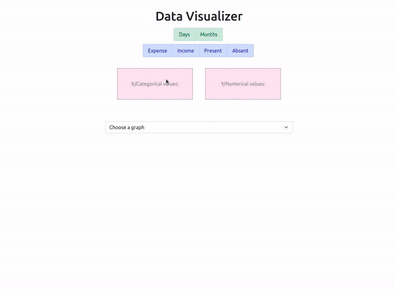 Data Visualizer
Days Months
Expense Income Present Absent
X/Categorical values: Y/Numerical values:
Choose a graph